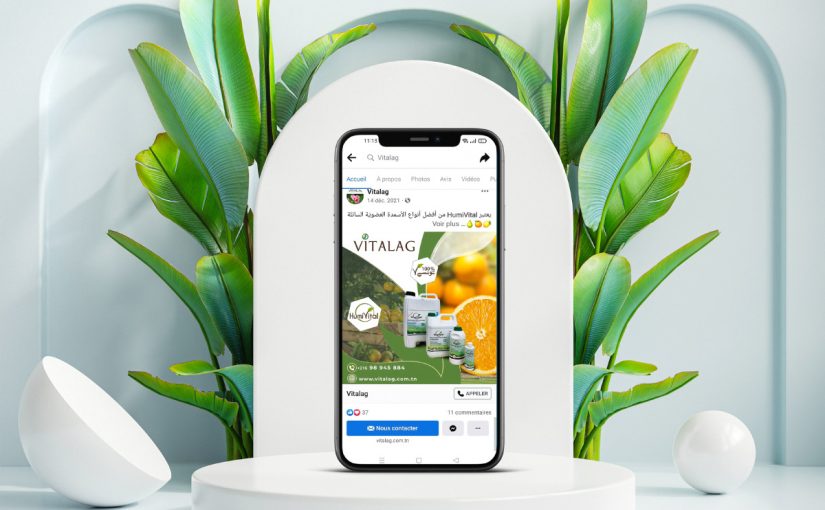 11:15
Vitalag
Accueil À propos Photos Avis Vidéos
Vitalag
14 déc. 2021
يعتبر HumiVital من أفضل أنواع الأسمدة العضوية السائلة
... Voir plus
VITALAG
100%
تونسي
HumiVital
(+216) 98 945 884
www.vitalag.com.tn
Vitalag
APPELER
37
11 commentaires
Nous contacter
vitalag.com.tn